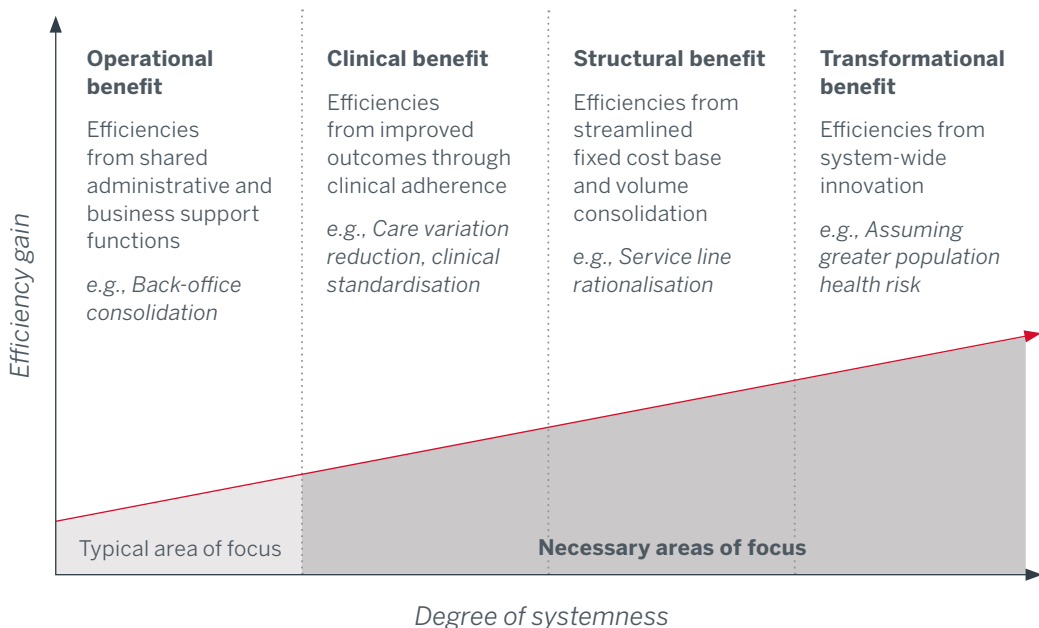 Efficiency gain
Operational
benefit
Efficiencies
from shared
administrative and
business support
functions
e.g., Back-office
consolidation
Clinical benefit
Efficiencies
from improved
outcomes through
clinical adherence
e.g., Care variation
reduction, clinical
standardisation
Structural benefit
Efficiencies from
streamlined
fixed cost base
and volume
consolidation
e.g., Service line
rationalisation
Transformational
benefit
Efficiencies from
system-wide
innovation
e.g., Assuming
greater population
health risk
Typical area of focus
Necessary areas of focus
Degree of systemness